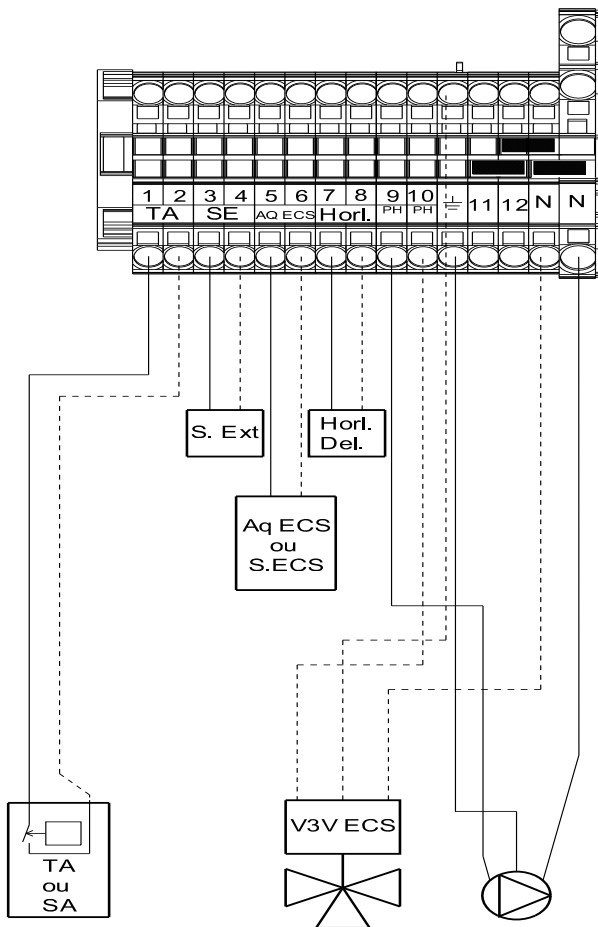 1 2 3 4 5 6 7 8 9 10 11 12 N N
TA SE AQ ECS Horl. PH PH
S. Ext
Horl.
Del.
Aq ECS
ou
S.ECS
V3V ECS
TA
ou
SA